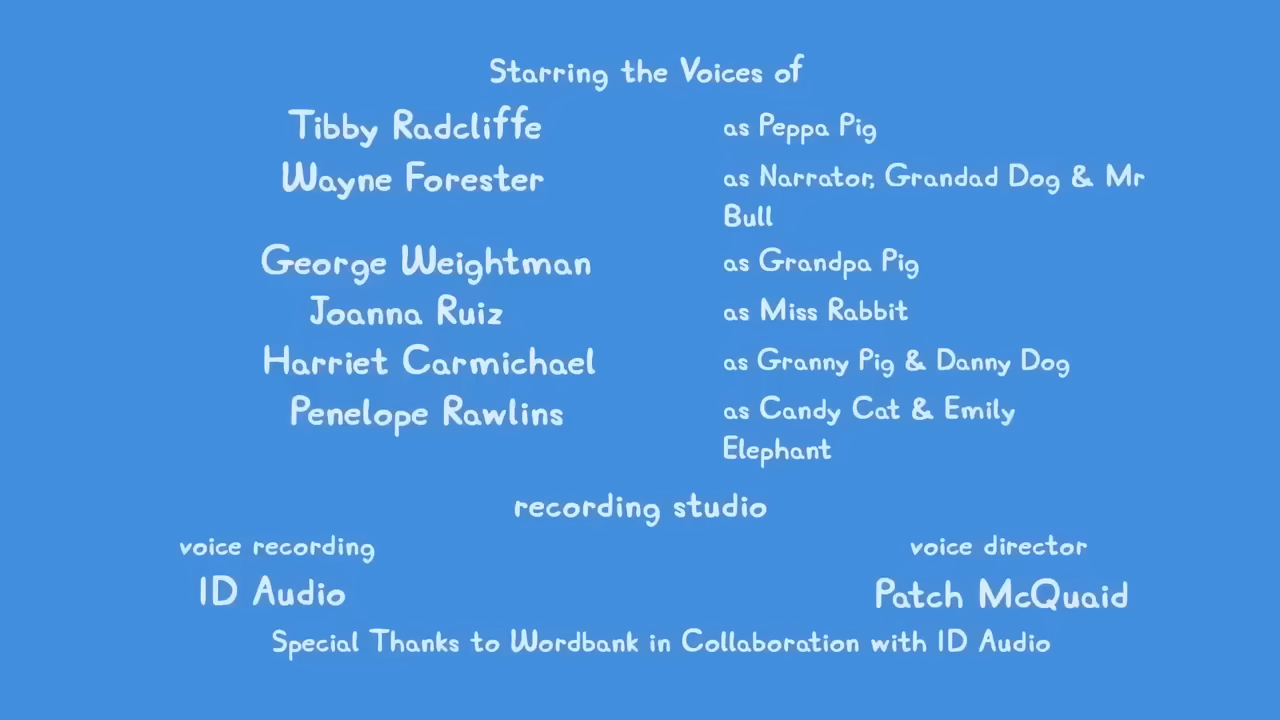 Starring the Voices of
Tibby Radcliffe as Peppa Pig
Wayne Forester as Narrator, Grandad Dog & Mr
Bull
George Weightman as Grandpa Pig
Joanna Ruiz as Miss Rabbit
Harriet Carmichael as Granny Pig & Danny Dog
Penelope Rawlins as Candy Cat & Emily
Elephant
recording studio
voice recording voice director
ID Audio Patch McQuaid
Special Thanks to Wordbank in Collaboration with ID Audio